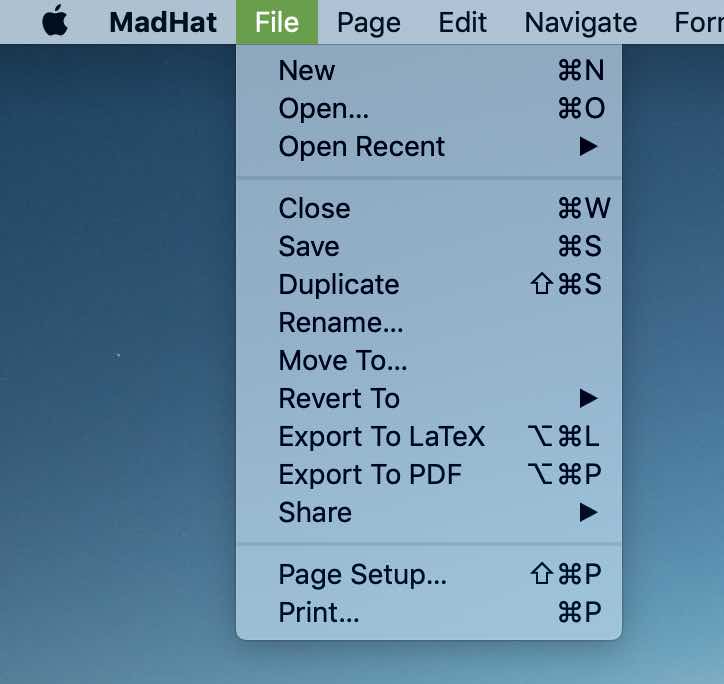 MadHat File Page Edit Navigate For
New ⌘N
Open... ⌘O
Open Recent ▶
Close ⌘W
Save ⌘S
Duplicate ⇧⌘S
Rename...
Move To...
Revert To ▶
Export To LaTeX ⌥⌘L
Export To PDF ⌥⌘P
Share ▶
Page Setup... ⇧⌘P
Print... ⌘P